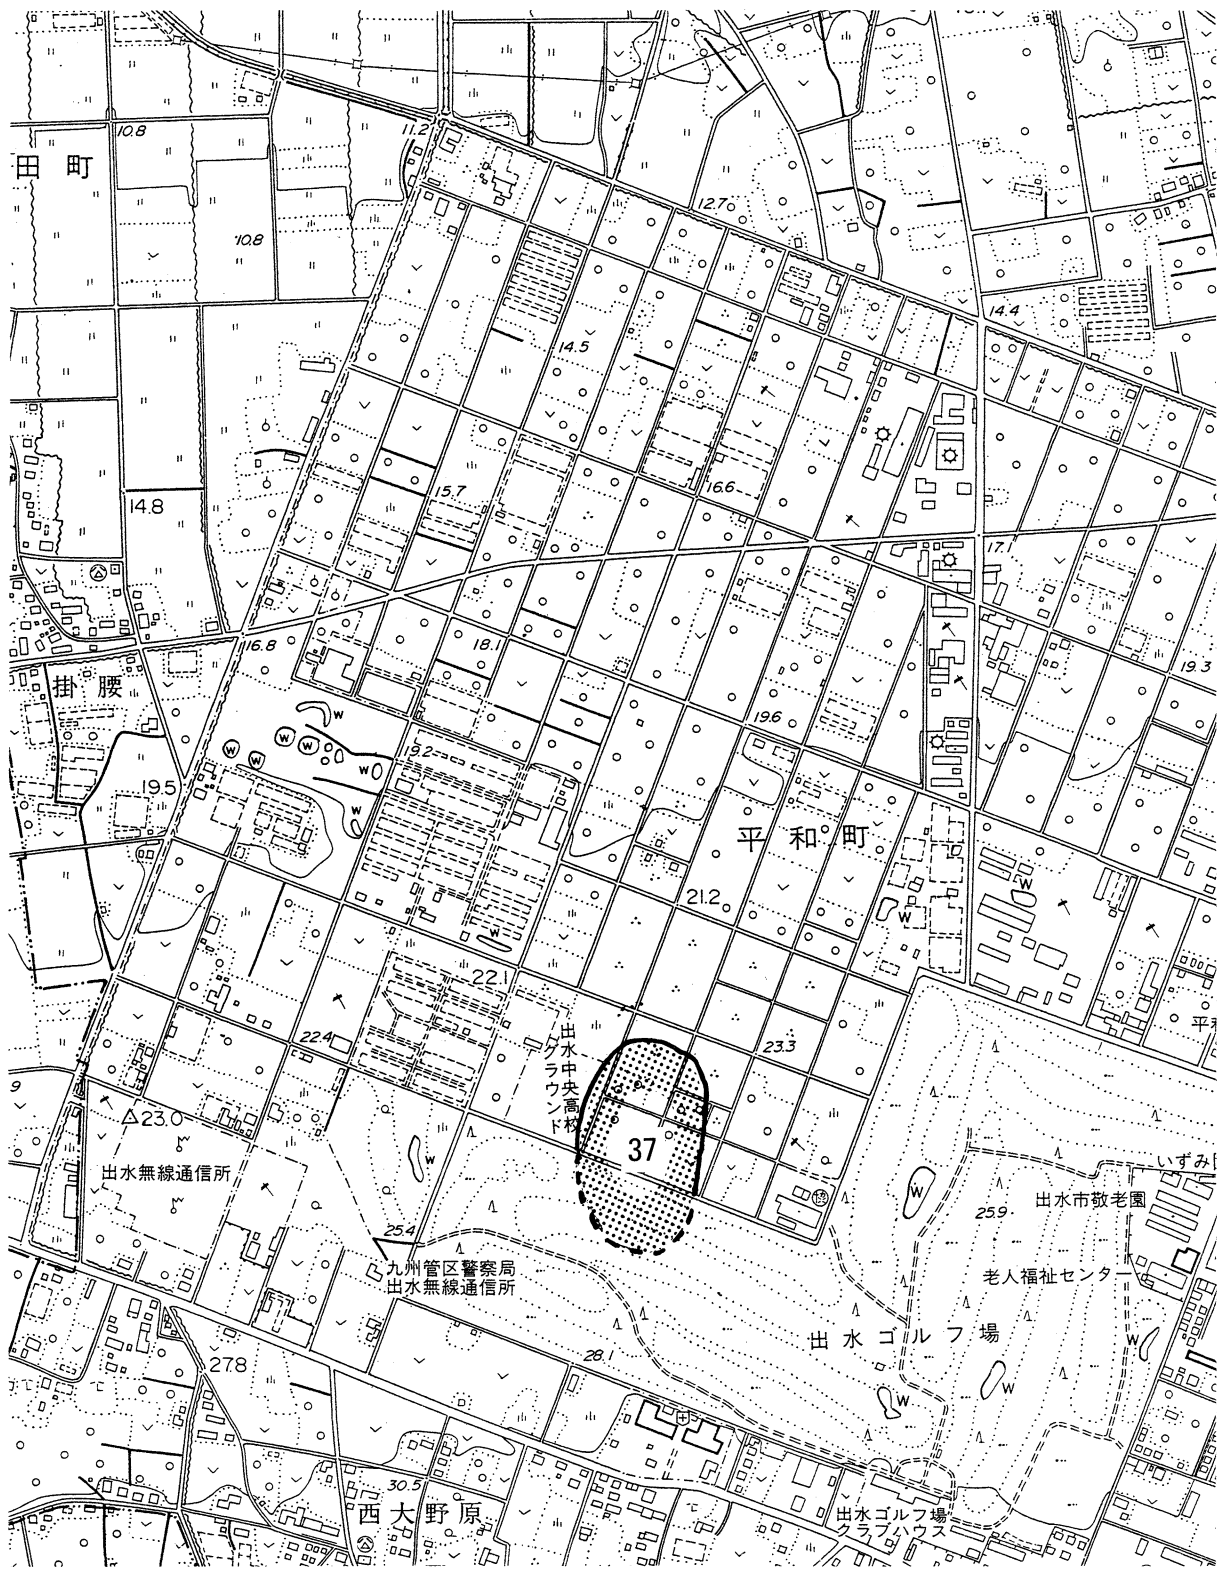 10.8
11.2
田町
12.7
10.8
14.4
14.5
15.7
16.6
14.8
17.1
16.8
18.1
19.3
掛腰
W
19.6
W
W
W
19.2
W
W
19.5
W
平和町
W
21.2
W
W
22.1
出水中央高校
グラウンド
22.4
23.3
9
△23.0
37
出水無線通信所
W
いずみ
W
出水市敬老園
25.9
25.4
九州管区警察局
出水無線通信所
老人福祉センター
出水ゴルフ場
W
28.1
27.8
W
W
30.5
西大野原
出水ゴルフ場
クラブハウス